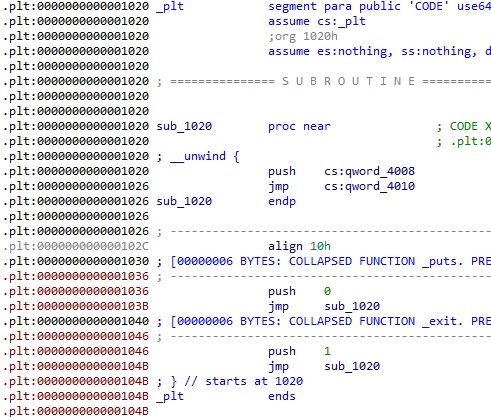 .plt:0000000000001020 _plt segment para public 'CODE' use64
.plt:0000000000001020 assume cs:_plt
.plt:0000000000001020 ;org 1020h
.plt:0000000000001020 assume es:nothing, ss:nothing, d
.plt:0000000000001020
.plt:0000000000001020 ; =============== S U B R O U T I N E ==========
.plt:0000000000001020
.plt:0000000000001020
.plt:0000000000001020 sub_1020 proc near ; CODE X
.plt:0000000000001020 ; .plt:0
.plt:0000000000001020 ; __unwind {
.plt:0000000000001020 push cs:qword_4008
.plt:0000000000001026 jmp cs:qword_4010
.plt:0000000000001026 sub_1020 endp
.plt:0000000000001026
.plt:0000000000001026 ; ---------------------------------------------
.plt:000000000000102C align 10h
.plt:0000000000001030 ; [00000006 BYTES: COLLAPSED FUNCTION _puts. PRE
.plt:0000000000001036 ; ---------------------------------------------
.plt:0000000000001036 push 0
.plt:000000000000103B jmp sub_1020
.plt:0000000000001040 ; [00000006 BYTES: COLLAPSED FUNCTION _exit. PRE
.plt:0000000000001046 ; ---------------------------------------------
.plt:0000000000001046 push 1
.plt:000000000000104B jmp sub_1020
.plt:000000000000104B ; } // starts at 1020
.plt:000000000000104B _plt ends
.plt:000000000000104B